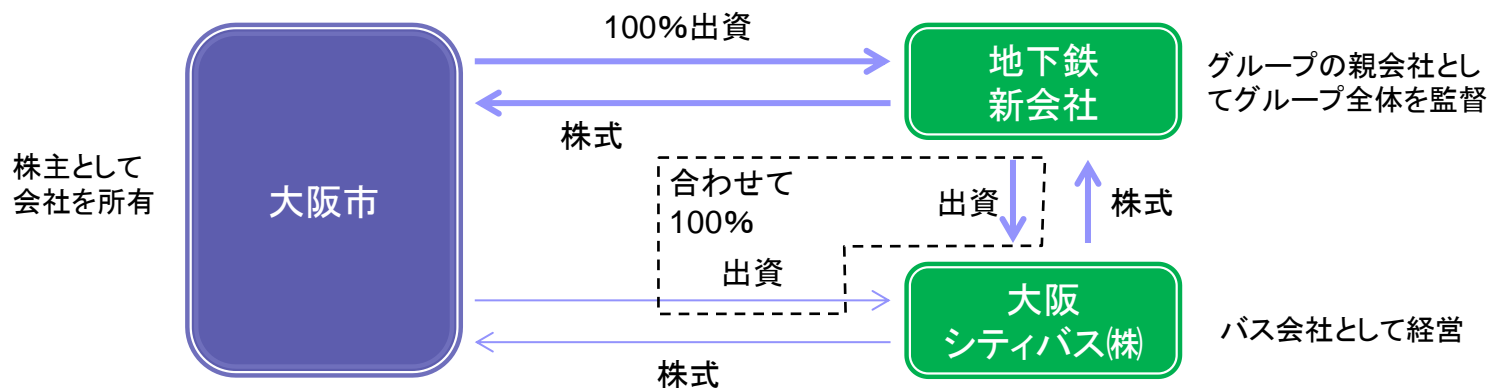 100%出資
地下鉄
新会社
グループの親会社とし
てグループ全体を監督
株式
株主として
会社を所有
大阪市
合わせて
100%
出資
株式
出資
大阪
シティバス㈱
バス会社として経営
株式